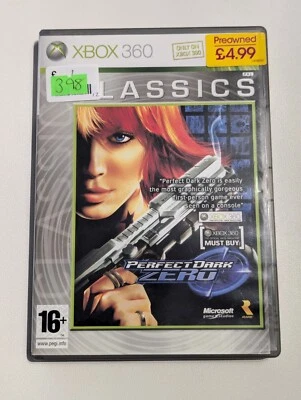 XBOX 360
ONLY ON
XBOX 360
Preowned
£4.99
3.98
CLASSICS
"Perfect Dark Zero is easily
the most graphically gorgeous
first-person game ever
seen on a console"
XBOX 360
MUST BUY
PERFECT DARK
ZERO
16+
www.pegi.info
Microsoft
game studios